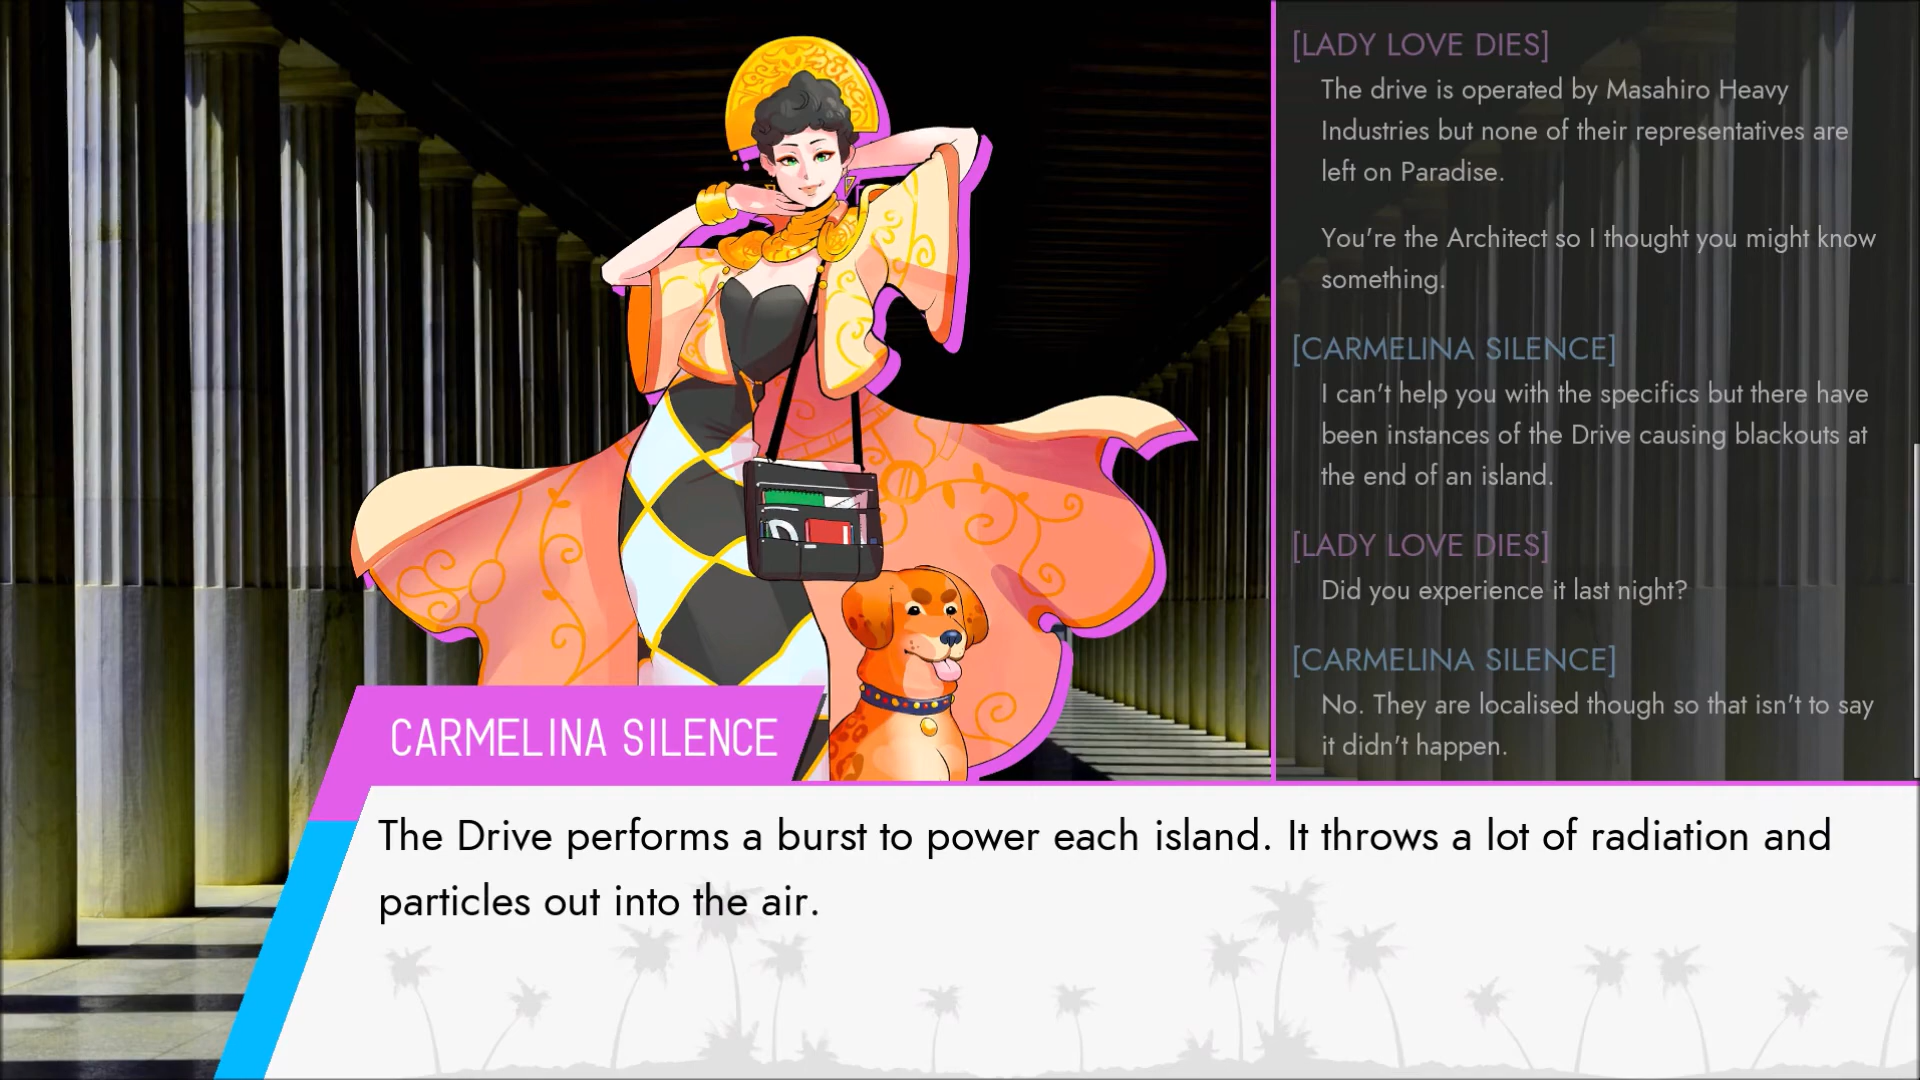 [LADY LOVE DIES]
The drive is operated by Masahiro Heavy
Industries but none of their representatives are
left on Paradise.
You're the Architect so I thought you might know
something.
[CARMELINA SILENCE]
I can't help you with the specifics but there have
been instances of the Drive causing blackouts at
the end of an island.
[LADY LOVE DIES]
Did you experience it last night?
[CARMELINA SILENCE]
No. They are localised though so that isn't to say
it didn't happen.
CARMELINA SILENCE
The Drive performs a burst to power each island. It throws a lot of radiation and
particles out into the air.